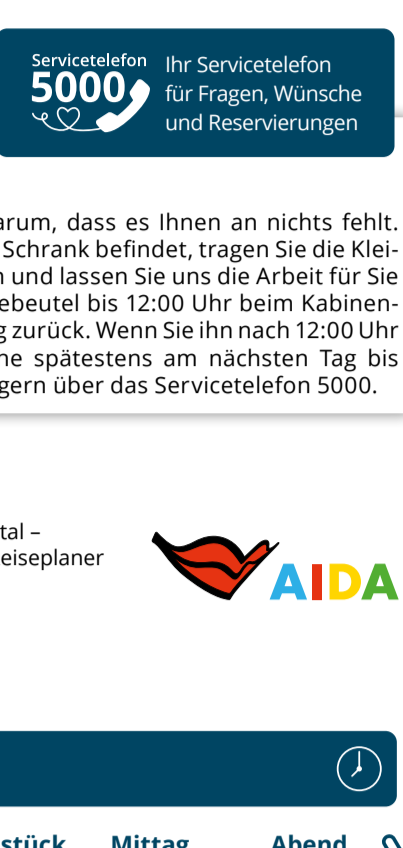 Servicetelefon
5000
Ihr Servicetelefon
für Fragen, Wünsche
und Reservierungen
dass es Ihnen an nichts fehlt.
Schrank befindet, tragen Sie die Klei-
und lassen Sie uns die Arbeit für Sie
bis 12:00 Uhr beim Kabinen-
zurück. Wenn Sie ihn nach 12:00 Uhr
spätestens am nächsten Tag bis
gern über das Servicetelefon 5000.
tal –
eiseplaner
AIDA
stück Mittag Abend